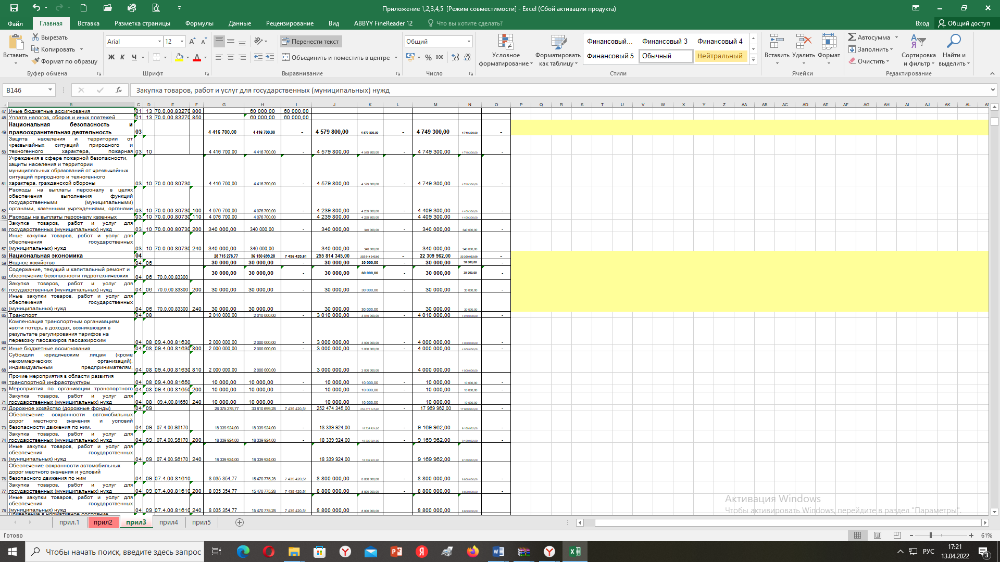 Приложение 1,2,3,4,5 [Режим совместимости] - Excel (Сбой активации продукта)
Файл Главная Вставка Разметка страницы Формулы Данные Рецензирование Вид ABBYY FineReader 12 Что вы хотите сделать? Вход Общий доступ
Вставить Вырезать Копировать Формат по образцу
Буфер обмена
Arial 12
Ж К Ч
Шрифт
Перенести текст
Объединить и поместить в центре
Выравнивание
Общий
% 000
Число
Условное форматирование Форматировать как таблицу
Финансовый... Финансовый 3 Финансовый 4
Финансовый 5 Обычный Нейтральный
Стили
Вставить Удалить Формат
Ячейки
Автосумма Заполнить Очистить
Сортировка и фильтр Найти и выделить
Редактирование
B146 fx Закупка товаров, работ и услуг для государственных (муниципальных) нужд
B C D E F G H I J K L M N O P Q R S T U V W X Y Z AA AB AC AD AE AF AG AH AI AJ AK AL
47 Иные бюджетные ассигнования 01 13 70.0.00.83270 800 60 000,00 60 000,00
48 Уплата налогов, сборов и иных платежей 01 13 70.0.00.83270 850 60 000,00 60 000,00
Национальная безопасность и
49 правоохранительная деятельность 03 4 416 700,00 4 416 700,00 - 4 579 800,00 4 579 800,00 - 4 749 300,00 4 749 300,00 -
Защита населения и территории от
чрезвычайных ситуаций природного и
50 техногенного характера, пожарная 03 10 4 416 700,00 4 416 700,00 - 4 579 800,00 4 579 800,00 - 4 749 300,00 4 749 300,00 -
Учреждения в сфере пожарной безопасности,
защиты населения и территории
муниципальных образований от чрезвычайных
ситуаций природного и техногенного
51 характера, гражданской обороны 03 10 70.0.00.80730 4 416 700,00 4 416 700,00 - 4 579 800,00 4 579 800,00 - 4 749 300,00 4 749 300,00 -
Расходы на выплаты персоналу в целях
обеспечения выполнения функций
государственными (муниципальными)
52 органами, казенными учреждениями, органами 03 10 70.0.00.80730 100 4 076 700,00 4 076 700,00 - 4 239 800,00 4 239 800,00 - 4 409 300,00 4 409 300,00 -
53 Расходы на выплаты персоналу казенных 03 10 70.0.00.80730 110 4 076 700,00 4 076 700,00 4 239 800,00 4 239 800,00 4 409 300,00 4 409 300,00
Закупка товаров, работ и услуг для
56 государственных (муниципальных) нужд 03 10 70.0.00.80730 200 340 000,00 340 000,00 - 340 000,00 340 000,00 - 340 000,00 340 000,00 -
Иные закупки товаров, работ и услуг для
обеспечения государственных
57 (муниципальных) нужд 03 10 70.0.00.80730 240 340 000,00 340 000,00 340 000,00 340 000,00 340 000,00 340 000,00
58 Национальная экономика 04 28 715 278,77 36 150 699,28 7 435 420,51 255 814 345,00 255 814 345,00 - 22 309 962,00 22 309 962,00 -
59 Водное хозяйство 04 06 30 000,00 30 000,00 - 30 000,00 30 000,00 - 30 000,00 30 000,00 -
Содержание, текущий и капитальный ремонт и
60 обеспечение безопасности гидротехнических 04 06 70.0.00.83300 30 000,00 30 000,00 - 30 000,00 30 000,00 - 30 000,00 30 000,00 -
Закупка товаров, работ и услуг для
61 государственных (муниципальных) нужд 04 06 70.0.00.83300 200 30 000,00 30 000,00 - 30 000,00 30 000,00 - 30 000,00 30 000,00 -
Иные закупки товаров, работ и услуг для
обеспечения государственных
62 (муниципальных) нужд 04 06 70.0.00.83300 240 30 000,00 30 000,00 30 000,00 30 000,00 30 000,00 30 000,00
65 Транспорт 04 08 2 010 000,00 2 010 000,00 - 3 010 000,00 3 010 000,00 - 4 010 000,00 4 010 000,00 -
Компенсация транспортным организациям
части потерь в доходах, возникающих в
результате регулирования тарифов на
66 перевозку пассажиров пассажирским 04 08 09.4.00.81630 2 000 000,00 2 000 000,00 - 3 000 000,00 3 000 000,00 - 4 000 000,00 4 000 000,00 -
67 Иные бюджетные ассигнования 04 08 09.4.00.81630 800 2 000 000,00 2 000 000,00 - 3 000 000,00 3 000 000,00 - 4 000 000,00 4 000 000,00 -
Субсидии юридическим лицам (кроме
некоммерческих организаций),
68 индивидуальным предпринимателям, 04 08 09.4.00.81630 810 2 000 000,00 2 000 000,00 3 000 000,00 3 000 000,00 4 000 000,00 4 000 000,00
Прочие мероприятия в области развития
69 транспортной инфраструктуры 04 08 09.4.00.81650 10 000,00 10 000,00 - 10 000,00 10 000,00 - 10 000,00 10 000,00 -
70 Мероприятия по организации транспортного 04 08 09.4.00.81650 200 10 000,00 10 000,00 - 10 000,00 10 000,00 - 10 000,00 10 000,00 -
Закупка товаров, работ и услуг для
71 государственных (муниципальных) нужд 04 08 09.4.00.81650 240 10 000,00 10 000,00 10 000,00 10 000,00 10 000,00 10 000,00
72 Дорожное хозяйство (дорожные фонды) 04 09 26 375 278,77 33 810 699,28 7 435 420,51 252 474 345,00 252 474 345,00 - 17 969 962,00 17 969 962,00 -
Обеспечение сохранности автомобильных
дорог местного значения и условий
73 безопасности движения по ним. 04 09 07.4.00.S6170 18 339 924,00 18 339 924,00 - 18 339 924,00 18 339 924,00 - 9 169 962,00 9 169 962,00 -
Закупка товаров, работ и услуг для
74 государственных (муниципальных) нужд 04 09 07.4.00.S6170 200 18 339 924,00 18 339 924,00 - 18 339 924,00 18 339 924,00 - 9 169 962,00 9 169 962,00 -
Иные закупки товаров, работ и услуг для
обеспечения государственных
75 (муниципальных) нужд 04 09 07.4.00.S6170 240 18 339 924,00 18 339 924,00 18 339 924,00 18 339 924,00 9 169 962,00 9 169 962,00
Обеспечение сохранности автомобильных
дорог местного значения и условий
76 безопасного движения по ним 04 09 07.4.00.81610 8 035 354,77 15 470 775,28 7 435 420,51 8 800 000,00 8 800 000,00 - 8 800 000,00 8 800 000,00 -
Закупка товаров, работ и услуг для
77 государственных (муниципальных) нужд 04 09 07.4.00.81610 200 8 035 354,77 15 470 775,28 7 435 420,51 8 800 000,00 8 800 000,00 - 8 800 000,00 8 800 000,00 -
Иные закупки товаров, работ и услуг для
обеспечения государственных
78 (муниципальных) нужд 04 09 07.4.00.81610 240 8 035 354,77 15 470 775,28 7 435 420,51 8 800 000,00 8 800 000,00 8 800 000,00 8 800 000,00
Приведение в нормативное состояние
Активация Windows
Чтобы активировать Windows, перейдите в раздел "Параметры".
прил.1 прил2 прил3 прил4 прил5
Готово 61%
Чтобы начать поиск, введите здесь запрос
РУС 17:21
13.04.2022 3